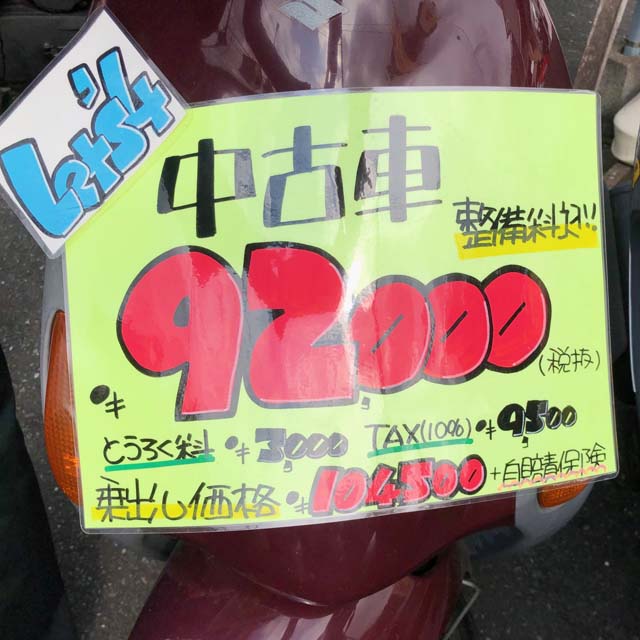 Let's4
中古車
整備料込!!
¥92,000
(税抜)
とうろく料 ¥3,000 TAX(10%) ¥9,500
乗出し価格 ¥104,500 +自賠責保険